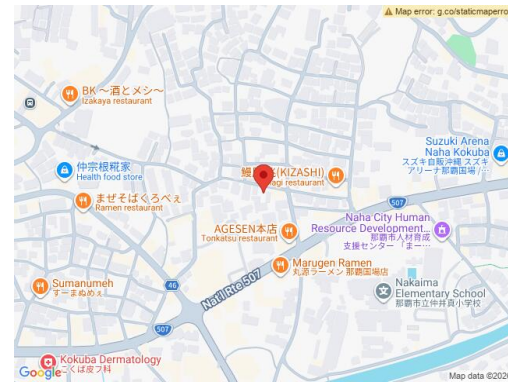 Map error: g.co/staticmaperro
BK ～酒とメシ～
Izakaya restaurant
仲宗根糀家
Health food store
(KIZASHI)
agi restaurant
Suzuki Arena
Naha Kokuba
スズキ自販沖縄 スズキ
アリーナ那覇国場/…
まぜそばくろべぇ
Ramen restaurant
507
AGESEN本店
Tonkatsu restaurant
Naha City Human
Resource Development...
那覇市人材育成
支援センター 「まー…
Marugen Ramen
丸源ラーメン 那覇国場店
Sumanumeh
すーまぬめぇ
46
Nat'l Rte 507
Nakaima
Elementary School
那覇市立仲井真小学校
507
Kokuba Dermatology
こくば皮フ科
Google
Map data ©2026